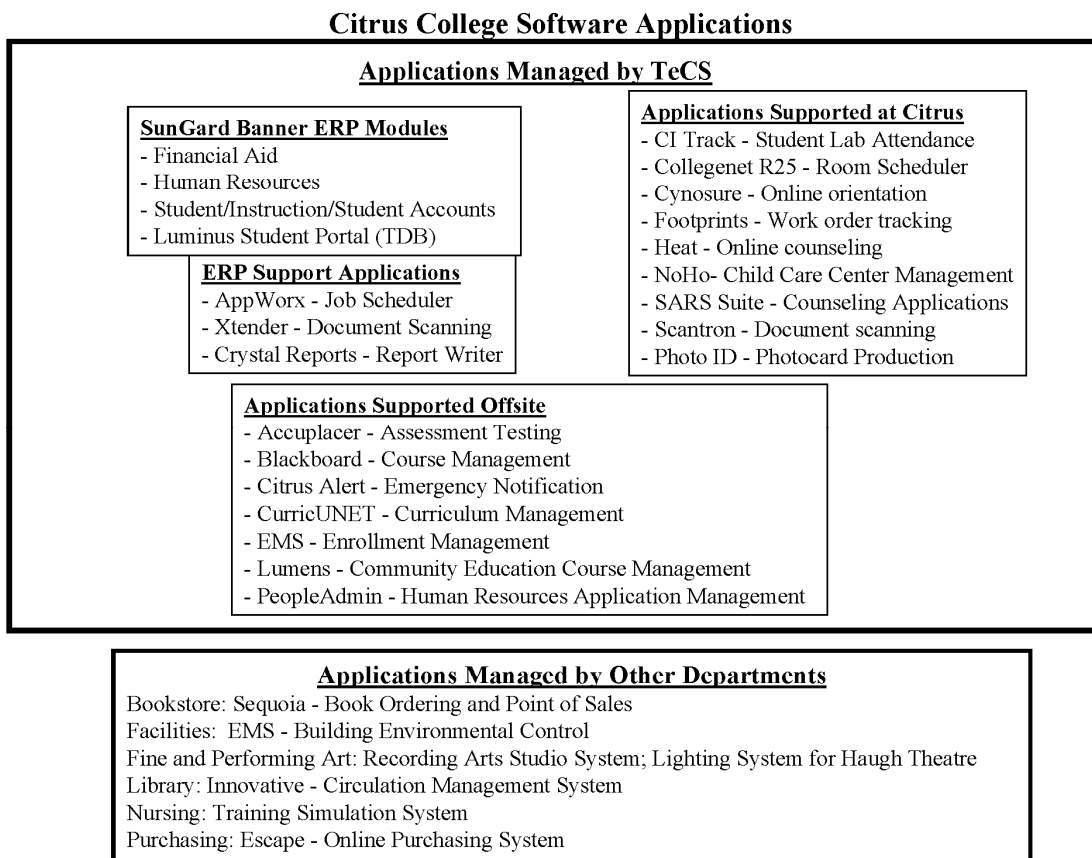 Citrus College Software Applications
Applications Managed by TeCS
SunGard Banner ERP Modules
- Financial Aid
- Human Resources
- Student/Instruction/Student Accounts
- Luminus Student Portal (TDB)
ERP Support Applications
- AppWorx - Job Scheduler
- Xtender - Document Scanning
- Crystal Reports - Report Writer
Applications Supported at Citrus
- CI Track - Student Lab Attendance
- Collegenet R25 - Room Scheduler
- Cynosure - Online orientation
- Footprints - Work order tracking
- Heat - Online counseling
- NoHo- Child Care Center Management
- SARS Suite - Counseling Applications
- Scantron - Document scanning
- Photo ID - Photocard Production
Applications Supported Offsite
- Accuplacer - Assessment Testing
- Blackboard - Course Management
- Citrus Alert - Emergency Notification
- CurricUNET - Curriculum Management
- EMS - Enrollment Management
- Lumens - Community Education Course Management
- PeopleAdmin - Human Resources Application Management
Applications Managed by Other Departments
Bookstore: Sequoia - Book Ordering and Point of Sales
Facilities:  EMS - Building Environmental Control
Fine and Performing Art: Recording Arts Studio System; Lighting System for Haugh Theatre
Library: Innovative - Circulation Management System
Nursing: Training Simulation System
Purchasing: Escape - Online Purchasing System